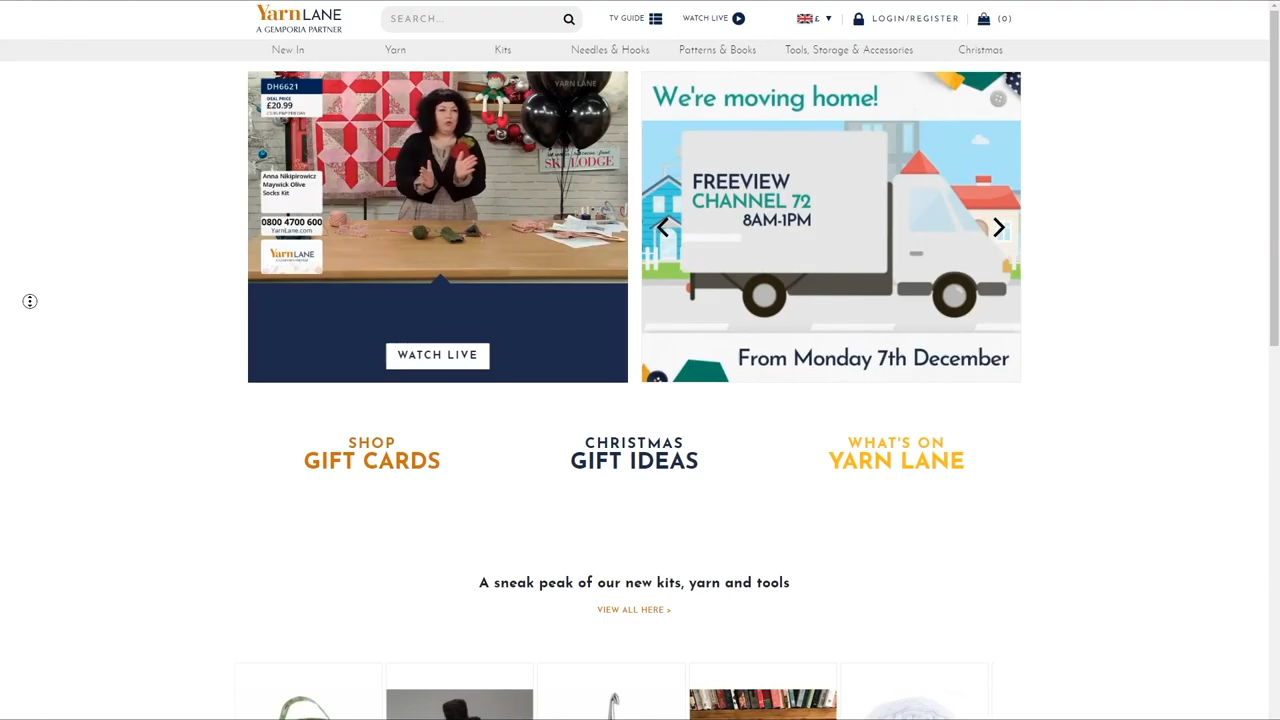 YarnLANE
A GEMPORIA PARTNER
SEARCH...
TV GUIDE
WATCH LIVE
£
LOGIN/REGISTER
(0)
New In
Yarn
Kits
Needles & Hooks
Patterns & Books
Tools, Storage & Accessories
Christmas
DH6621
DEAL PRICE
£20.99
YARN LANE
SKI LODGE
Anna Nikipirowicz
Maywick Olive
Socks Kit
0800 4700 600
YarnLane.com
YarnLANE
WATCH LIVE
We're moving home!
FREEVIEW
CHANNEL 72
8AM-1PM
From Monday 7th December
SHOP
GIFT CARDS
CHRISTMAS
GIFT IDEAS
WHAT'S ON
YARN LANE
A sneak peak of our new kits, yarn and tools
VIEW ALL HERE >